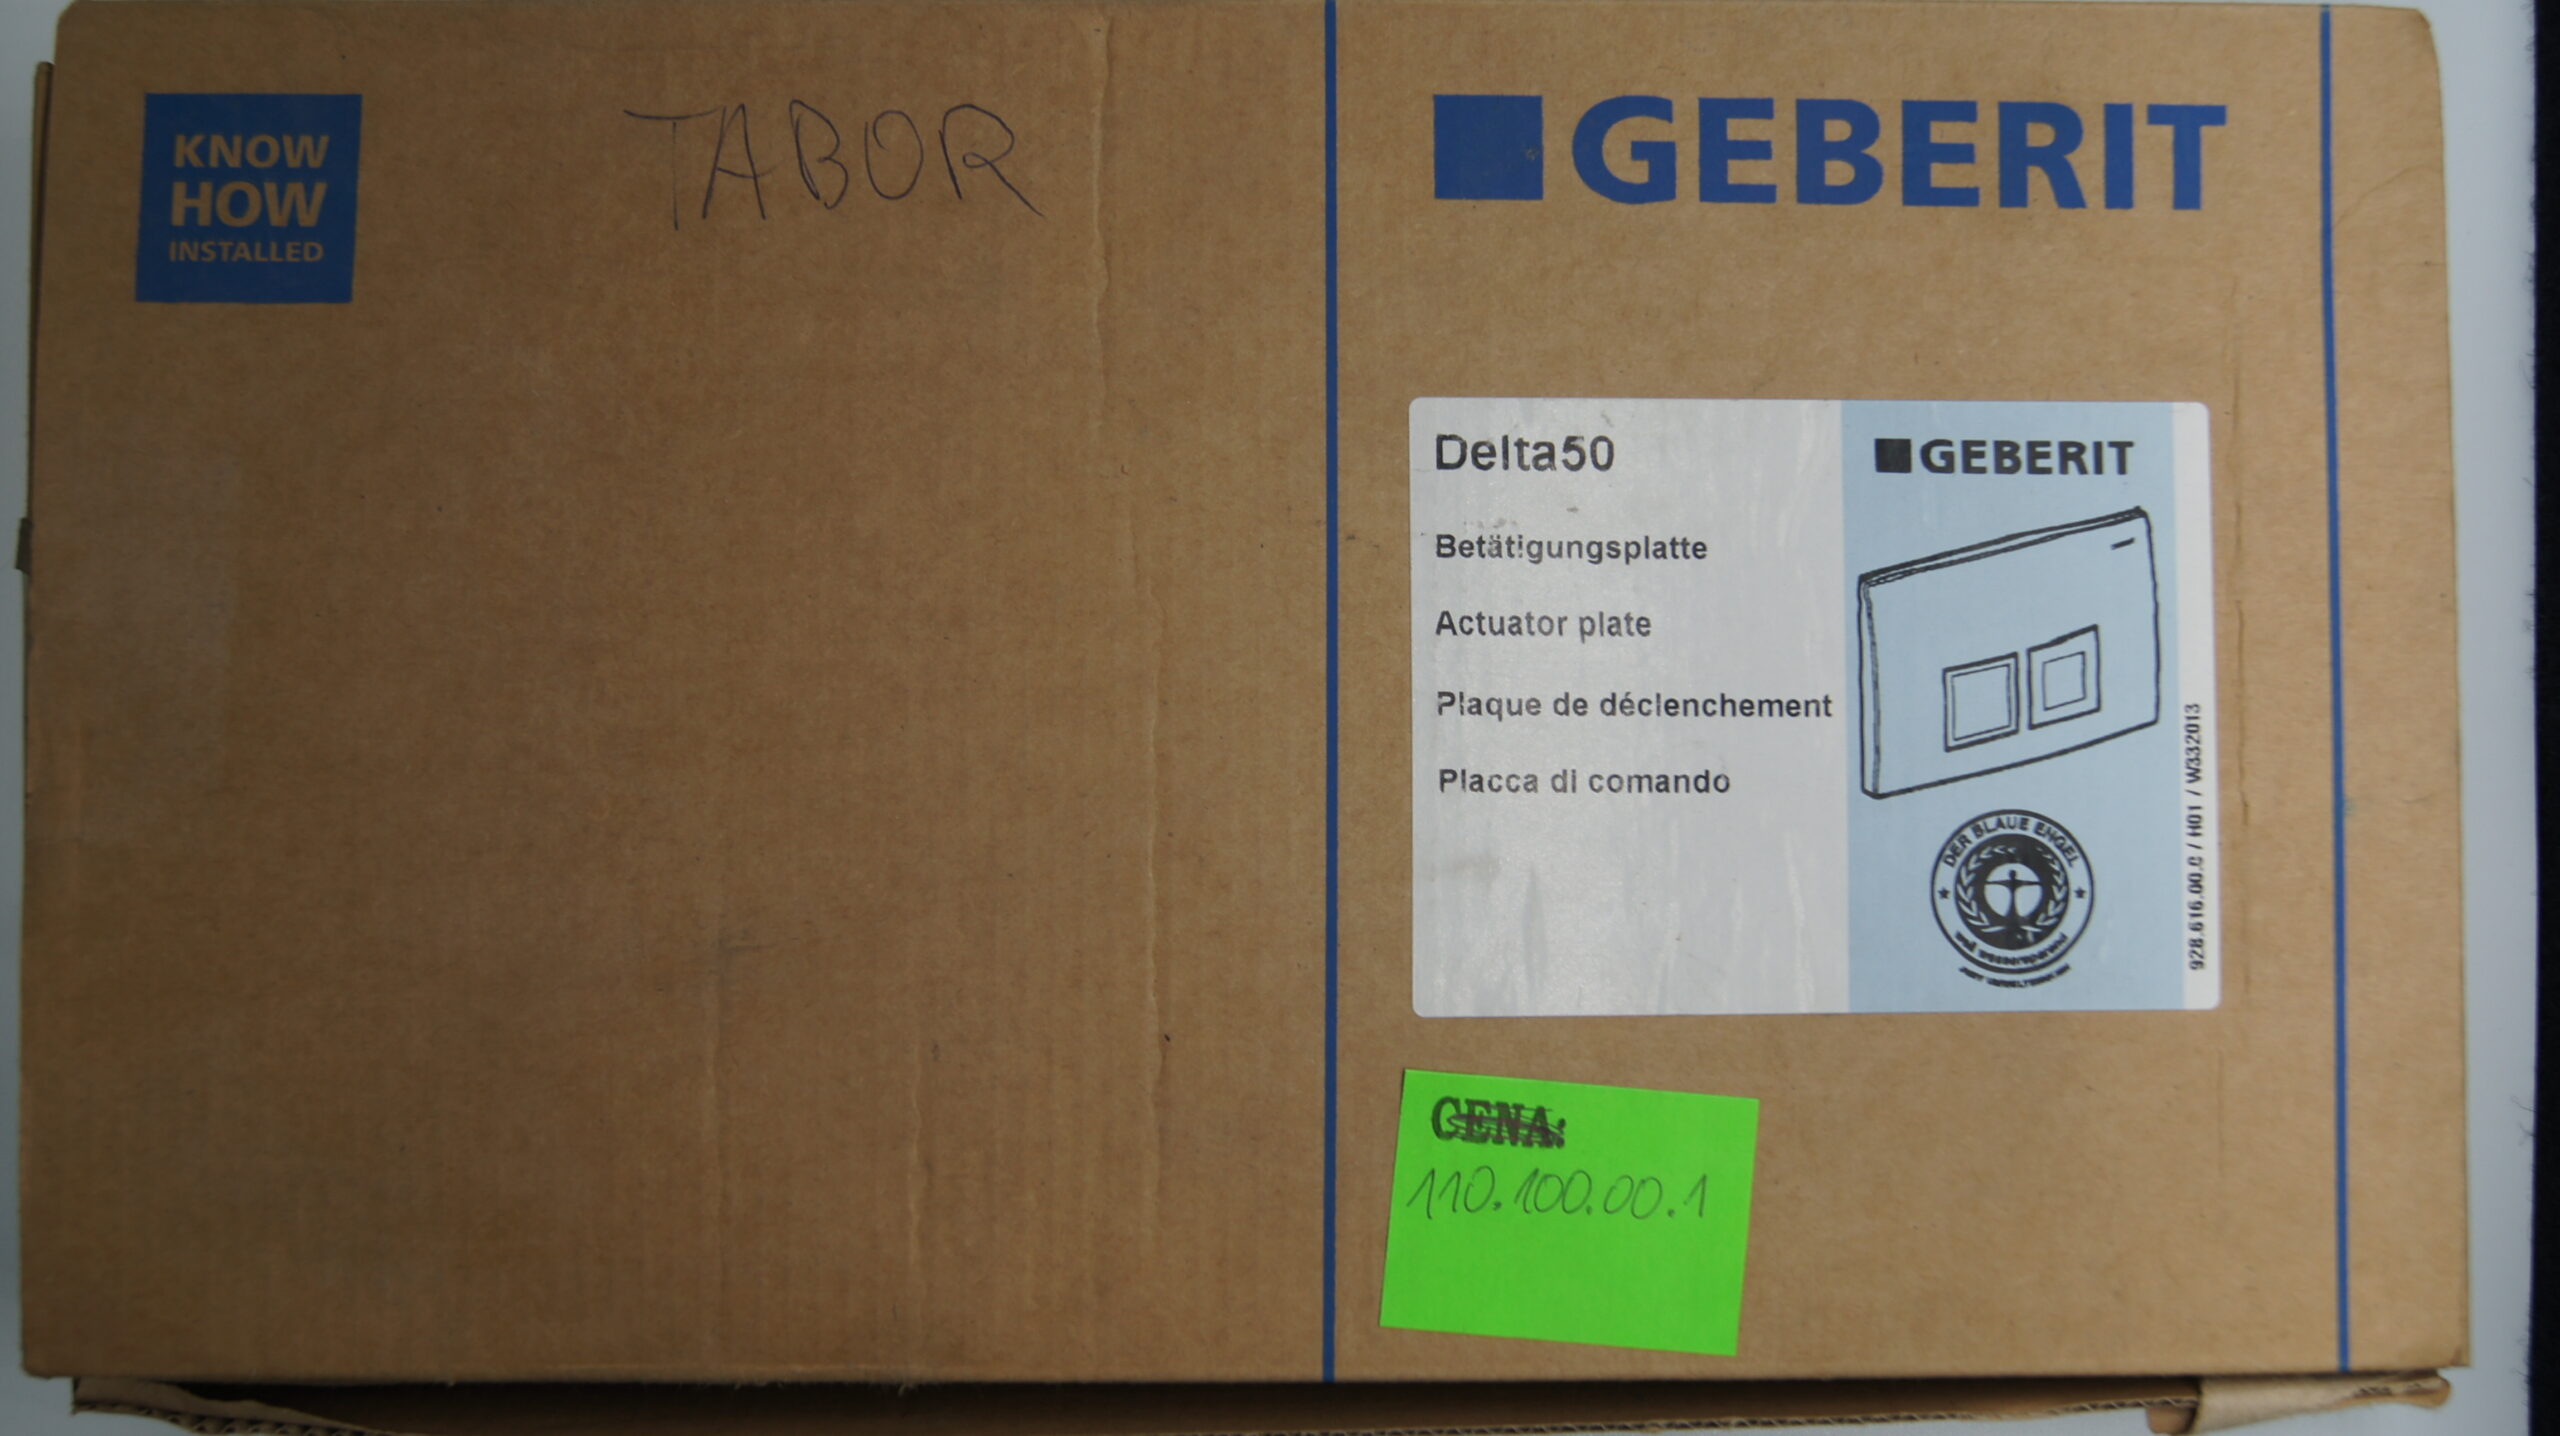 KNOW
HOW
INSTALLED
TABOR
GEBERIT
Delta50
Betätigungsplatte
Actuator plate
Plaque de déclenchement
Placca di comando
GEBERIT
DER BLAUE ENGEL
928.616.00.0 / H01 / W332013
CENA:
110.100.00.1